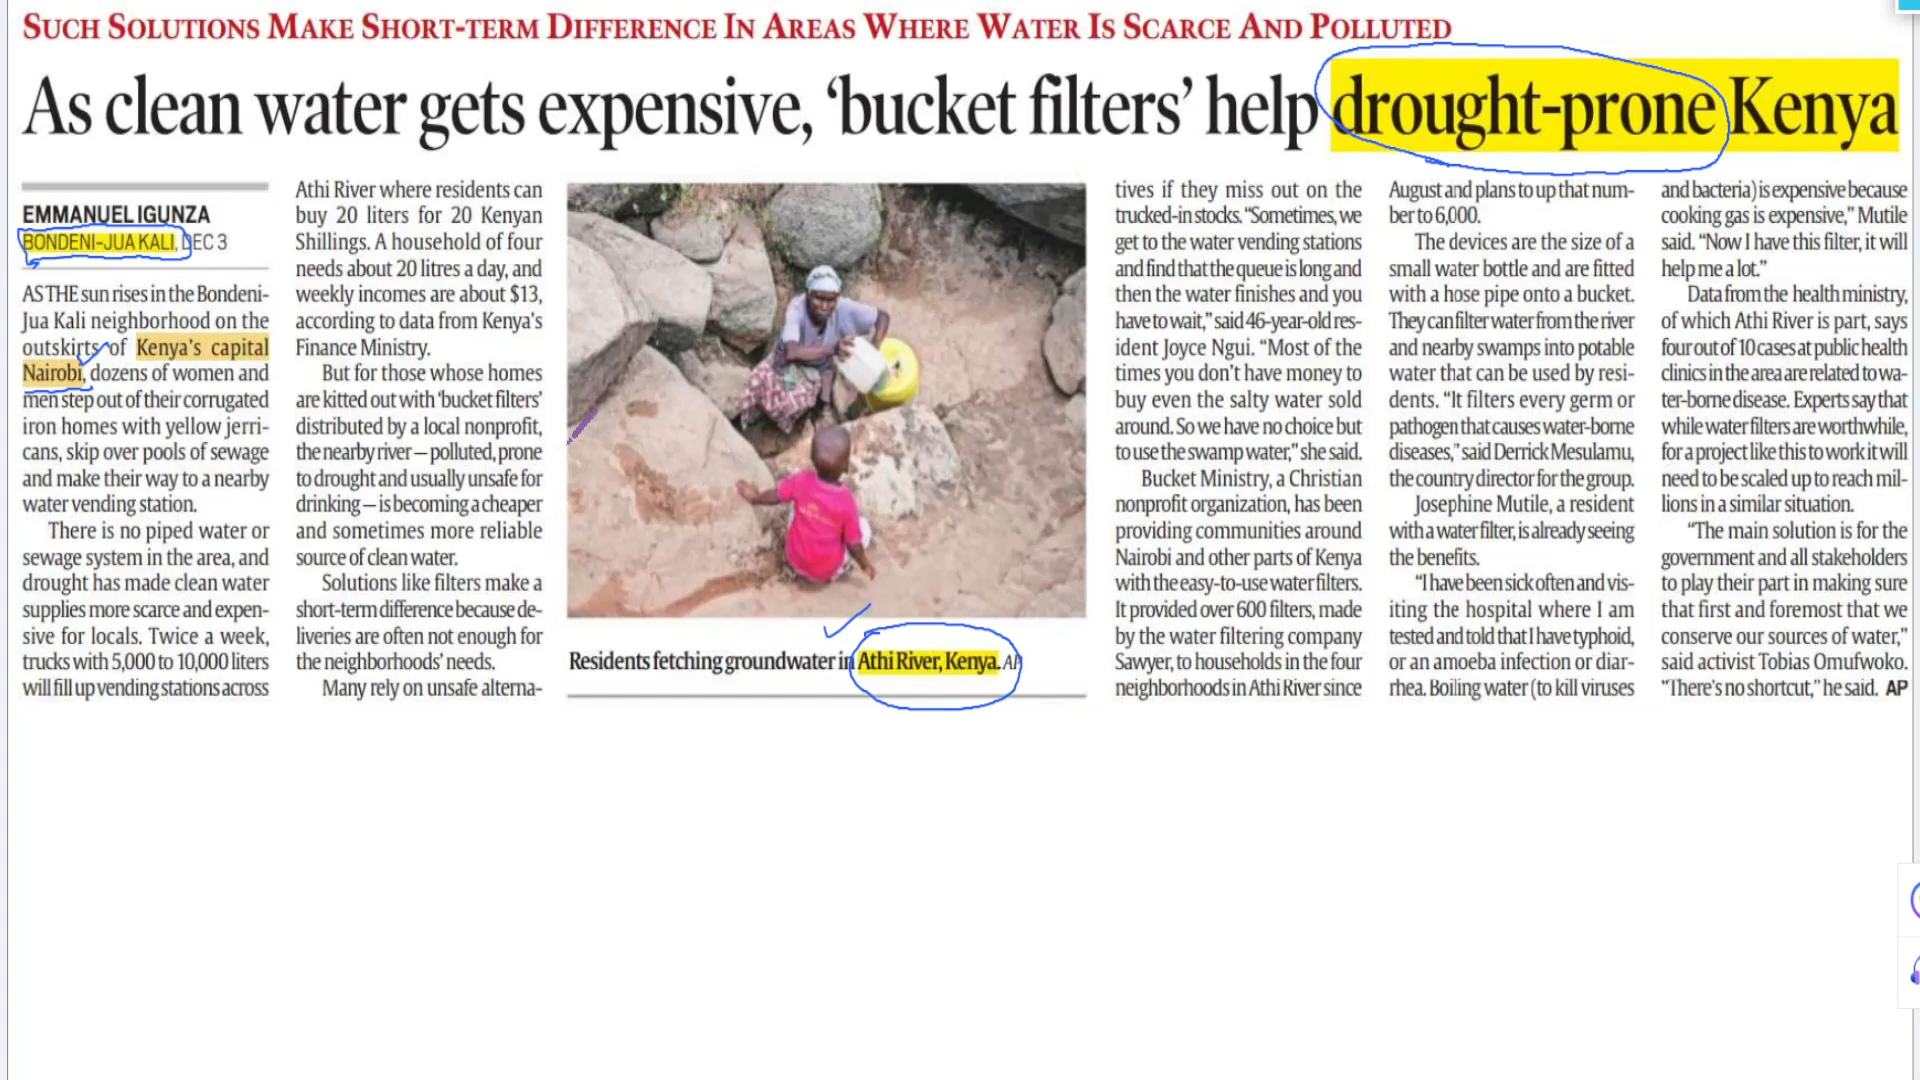 SUCH SOLUTIONS MAKE SHORT-TERM DIFFERENCE IN AREAS WHERE WATER IS SCARCE AND POLLUTED
As clean water gets expensive, ‘bucket filters’ help drought-prone Kenya
EMMANUEL IGUNZA
BONDENI-JUA KALI, DEC 3
AS THE sun rises in the Bondeni-
Jua Kali neighborhood on the
outskirts of Kenya's capital
Nairobi, dozens of women and
men step out of their corrugated
iron homes with yellow jerri-
cans, skip over pools of sewage
and make their way to a nearby
water vending station.
There is no piped water or
sewage system in the area, and
drought has made clean water
supplies more scarce and expen-
sive for locals. Twice a week,
trucks with 5,000 to 10,000 liters
will fill up vending stations across
Athi River where residents can
buy 20 liters for 20 Kenyan
Shillings. A household of four
needs about 20 litres a day, and
weekly incomes are about $13,
according to data from Kenya's
Finance Ministry.
But for those whose homes
are kitted out with ‘bucket filters’
distributed by a local nonprofit,
the nearby river — polluted, prone
to drought and usually unsafe for
drinking — is becoming a cheaper
and sometimes more reliable
source of clean water.
Solutions like filters make a
short-term difference because de-
liveries are often not enough for
the neighborhoods' needs.
Many rely on unsafe alterna-
Residents fetching groundwater in Athi River, Kenya. AP
tives if they miss out on the
trucked-in stocks. “Sometimes, we
get to the water vending stations
and find that the queue is long and
then the water finishes and you
have to wait,” said 46-year-old res-
ident Joyce Ngui. “Most of the
times you don't have money to
buy even the salty water sold
around. So we have no choice but
to use the swamp water,” she said.
Bucket Ministry, a Christian
nonprofit organization, has been
providing communities around
Nairobi and other parts of Kenya
with the easy-to-use water filters.
It provided over 600 filters, made
by the water filtering company
Sawyer, to households in the four
neighborhoods in Athi River since
August and plans to up that num-
ber to 6,000.
The devices are the size of a
small water bottle and are fitted
with a hose pipe onto a bucket.
They can filter water from the river
and nearby swamps into potable
water that can be used by resi-
dents. “It filters every germ or
pathogen that causes water-borne
diseases,” said Derrick Mesulamu,
the country director for the group.
Josephine Mutile, a resident
with a water filter, is already seeing
the benefits.
“I have been sick often and vis-
iting the hospital where I am
tested and told that I have typhoid,
or an amoeba infection or diar-
rhea. Boiling water (to kill viruses
and bacteria) is expensive because
cooking gas is expensive,” Mutile
said. “Now I have this filter, it will
help me a lot.”
Data from the health ministry,
of which Athi River is part, says
four out of 10 cases at public health
clinics in the area are related to wa-
ter-borne disease. Experts say that
while water filters are worthwhile,
for a project like this to work it will
need to be scaled up to reach mil-
lions in a similar situation.
“The main solution is for the
government and all stakeholders
to play their part in making sure
that first and foremost that we
conserve our sources of water,”
said activist Tobias Omufwoko.
“There's no shortcut,” he said. AP